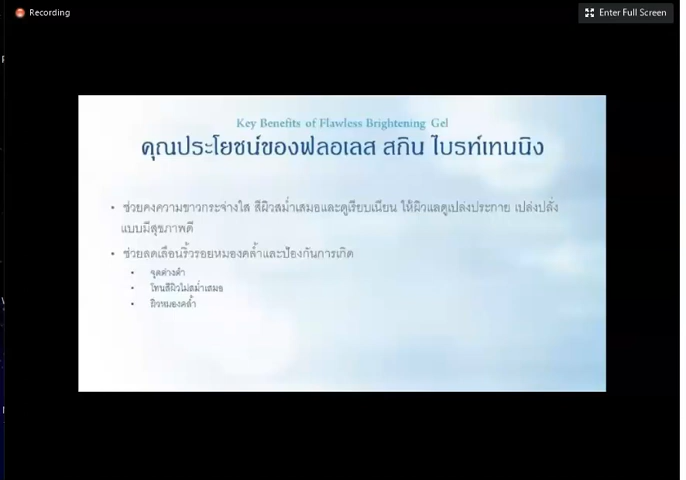 Recording
Enter Full Screen
Key Benefits of Flawless Brightening Gel
คุณประโยชน์ของฟลอเลส สกิน ไบรท์เทนนิง
• ช่วยคงความขาวกระจ่างใส สีผิวสม่ำเสมอและดูเรียบเนียน ให้ผิวแลดูเปล่งประกาย เปล่งปลั่ง
แบบมีสุขภาพดี
• ช่วยลดเลือนริ้วรอยหมองคล้ำและป้องกันการเกิด
• จุดด่างดำ
• โทนสีผิวไม่สม่ำเสมอ
• ผิวหมองคล้ำ